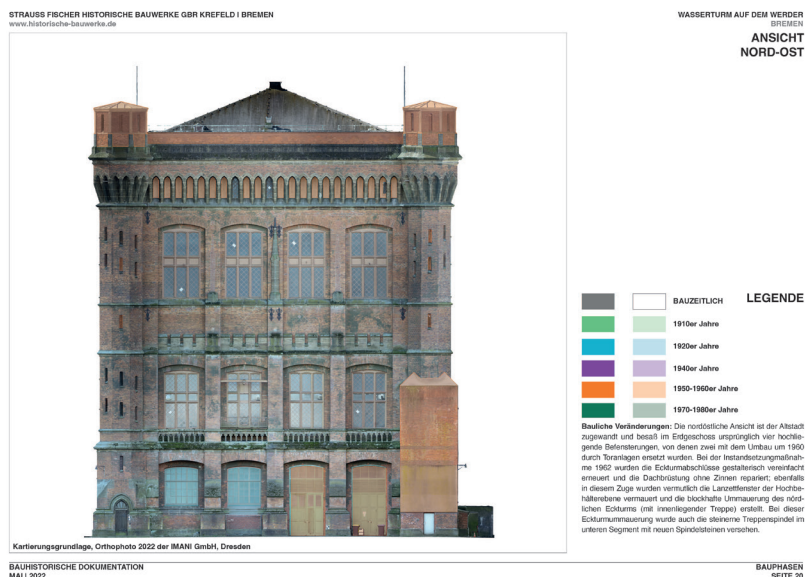 STRAUSS FISCHER HISTORISCHE BAUWERKE GBR KREFELD I BREMEN
www.historische-bauwerke.de
WASSERTURM AUF DEM WERDER
BREMEN
ANSICHT
NORD-OST
LEGENDE
BAUZEITLICH
1910er Jahre
1920er Jahre
1940er Jahre
1950-1960er Jahre
1970-1980er Jahre
Bauliche Veränderungen: Die nordöstliche Ansicht ist der Altstadt
zugewandt und besaß im Erdgeschoss ursprünglich vier hochlie-
gende Befensterungen, von denen zwei mit dem Umbau um 1960
durch Toranlagen ersetzt wurden. Bei der Instandsetzungmaßnah-
me 1962 wurden die Eckturmabschlüsse gestalterisch vereinfacht
erneuert und die Dachbrüstung ohne Zinnen repariert; ebenfalls
in diesem Zuge wurden vermutlich die Lanzettfenster der Hochbe-
hälterebene vermauert und die blockhafte Ummauerung des nörd-
lichen Eckturms (mit innenliegender Treppe) erstellt. Bei dieser
Eckturmummauerung wurde auch die steinerne Treppenspindel im
unteren Segment mit neuen Spindelsteinen versehen.
Kartierungsgrundlage, Orthophoto 2022 der IMANI GmbH, Dresden
BAUHISTORISCHE DOKUMENTATION
MAI 2022
BAUPHASEN
SEITE 20